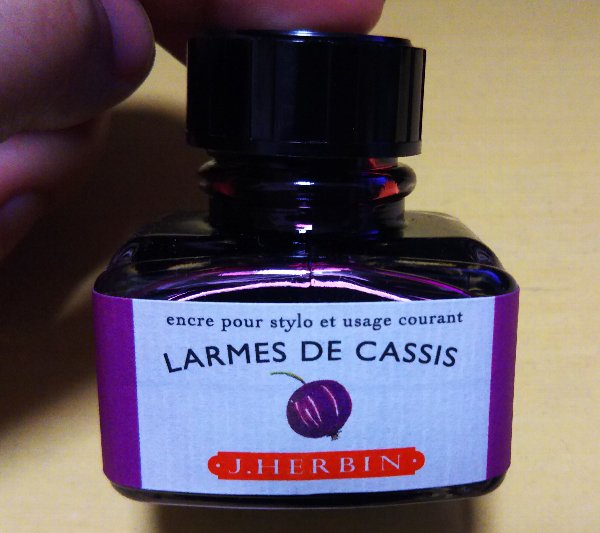 encre pour stylo et usage courant
LARMES DE CASSIS
J.HERBIN